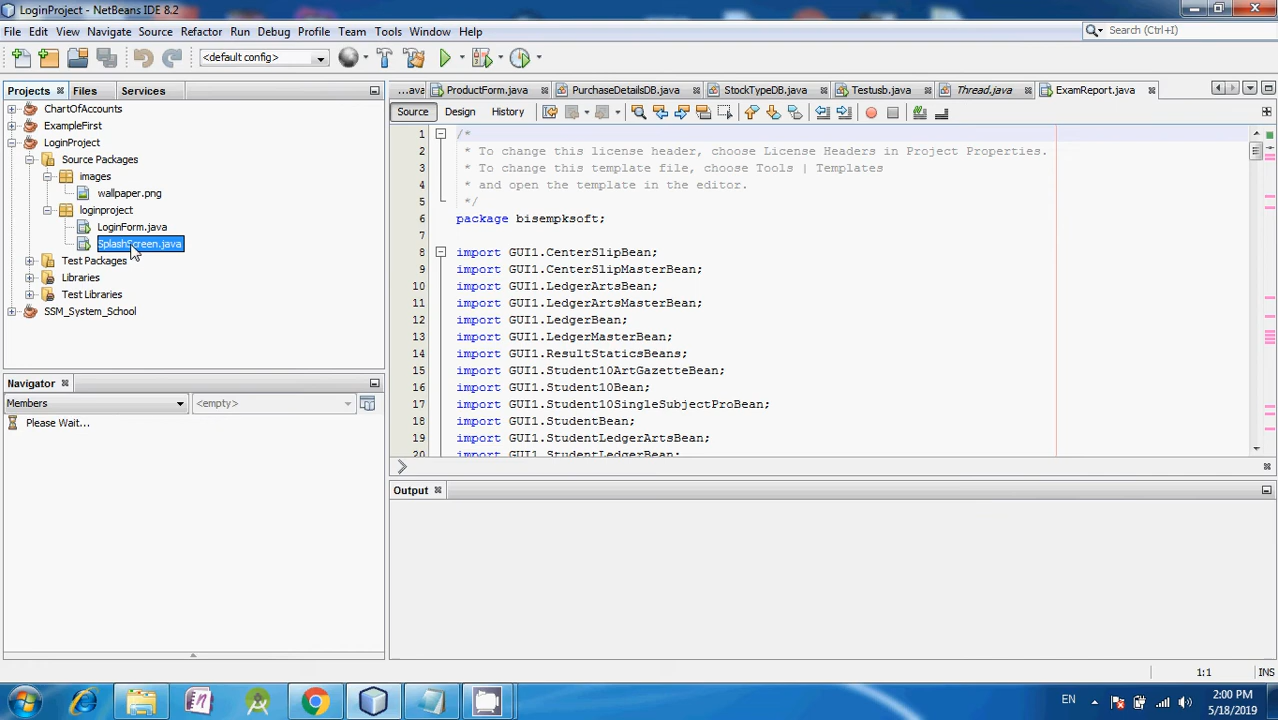 LoginProject - NetBeans IDE 8.2
File Edit View Navigate Source Refactor Run Debug Profile Team Tools Window Help
Search (Ctrl+I)
<default config>
Projects Files Services
...ava ProductForm.java PurchaseDetailsDB.java StockTypeDB.java Testusb.java Thread.java ExamReport.java
Source Design History
ChartOfAccounts
ExampleFirst
LoginProject
Source Packages
images
wallpaper.png
loginproject
LoginForm.java
SplashScreen.java
Test Packages
Libraries
Test Libraries
SSM_System_School
1 /*
2 * To change this license header, choose License Headers in Project Properties.
3 * To change this template file, choose Tools | Templates
4 * and open the template in the editor.
5 */
6 package bisempksoft;
7
8 import GUI1.CenterSlipBean;
9 import GUI1.CenterSlipMasterBean;
10 import GUI1.LedgerArtsBean;
11 import GUI1.LedgerArtsMasterBean;
12 import GUI1.LedgerBean;
13 import GUI1.LedgerMasterBean;
14 import GUI1.ResultStaticsBeans;
15 import GUI1.Student10ArtGazetteBean;
16 import GUI1.Student10Bean;
17 import GUI1.Student10SingleSubjectProBean;
18 import GUI1.StudentBean;
19 import GUI1.StudentLedgerArtsBean;
20 import GUI1.StudentLedgerBean;
Navigator
Members <empty>
Please Wait...
Output
1:1 INS
EN
2:00 PM
5/18/2019